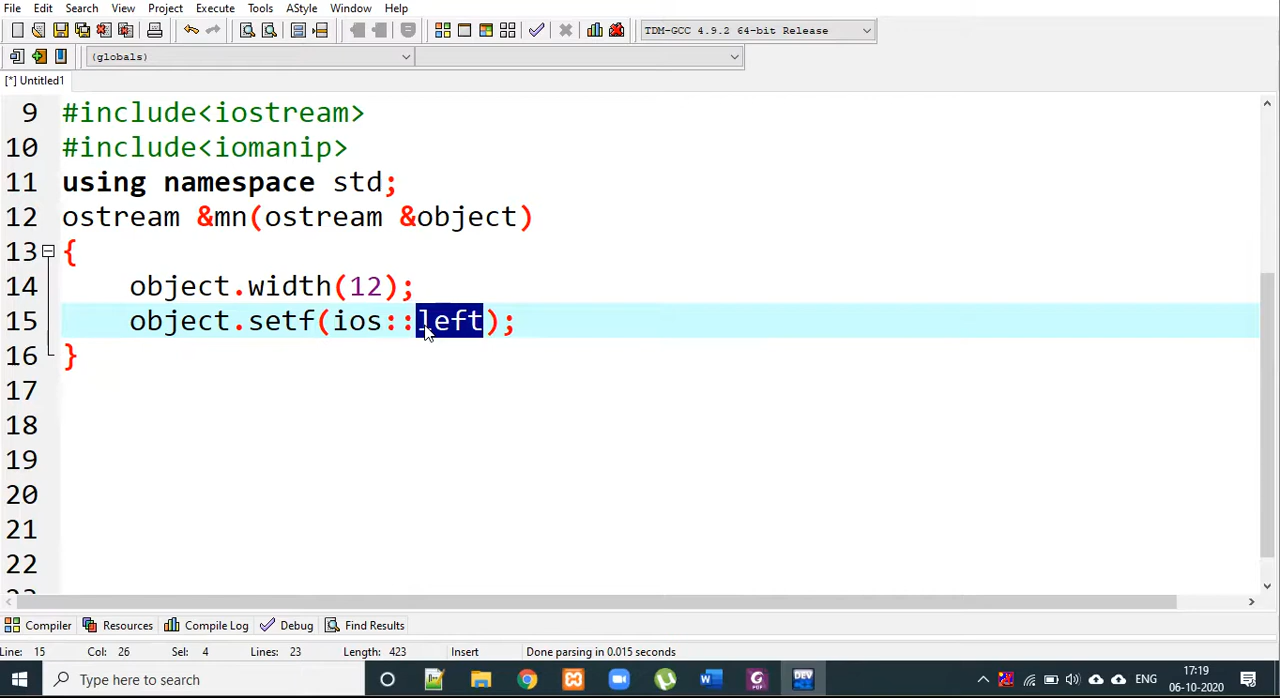 File Edit Search View Project Execute Tools AStyle Window Help
TDM-GCC 4.9.2 64-bit Release
(globals)
[*] Untitled1
9 #include<iostream>
10 #include<iomanip>
11 using namespace std;
12 ostream &mn(ostream &object)
13 {
14 object.width(12);
15 object.setf(ios::left);
16 }
17
18
19
20
21
22
Compiler Resources Compile Log Debug Find Results
Line: 15 Col: 26 Sel: 4 Lines: 23 Length: 423 Insert Done parsing in 0.015 seconds
Type here to search
DEV
ENG
17:19
06-10-2020